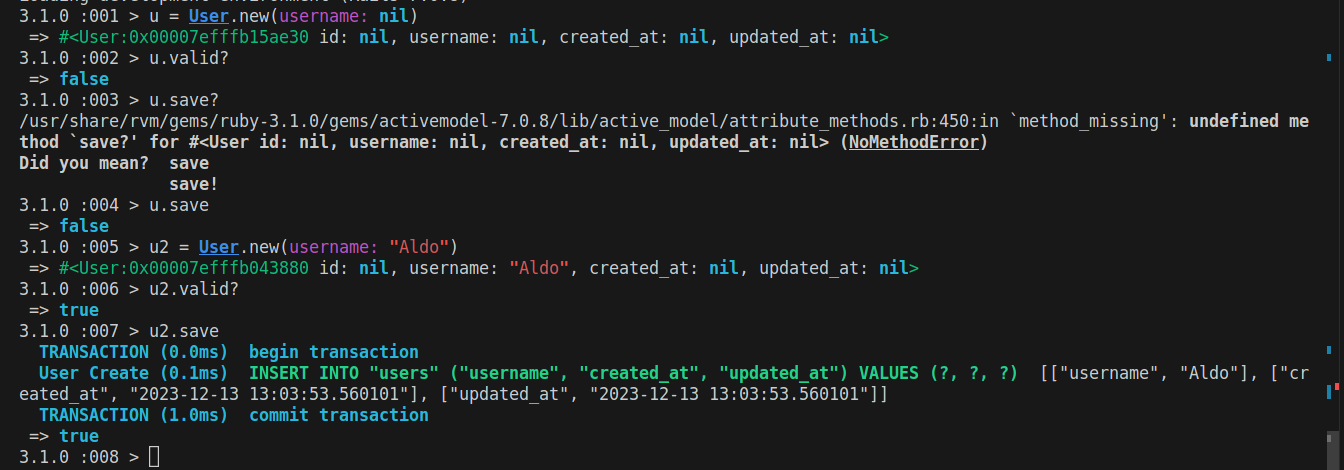 3.1.0 :001 > u = User.new(username: nil)
 => #<User:0x00007efffb15ae30 id: nil, username: nil, created_at: nil, updated_at: nil>
3.1.0 :002 > u.valid?
 => false
3.1.0 :003 > u.save?
/usr/share/rvm/gems/ruby-3.1.0/gems/activemodel-7.0.8/lib/active_model/attribute_methods.rb:450:in `method_missing': undefined me
thod `save?' for #<User id: nil, username: nil, created_at: nil, updated_at: nil> (NoMethodError)
Did you mean?  save
               save!
3.1.0 :004 > u.save
 => false
3.1.0 :005 > u2 = User.new(username: "Aldo")
 => #<User:0x00007efffb043880 id: nil, username: "Aldo", created_at: nil, updated_at: nil>
3.1.0 :006 > u2.valid?
 => true
3.1.0 :007 > u2.save
  TRANSACTION (0.0ms)  begin transaction
  User Create (0.1ms)  INSERT INTO "users" ("username", "created_at", "updated_at") VALUES (?, ?, ?)  [["username", "Aldo"], ["cr
eated_at", "2023-12-13 13:03:53.560101"], ["updated_at", "2023-12-13 13:03:53.560101"]]
  TRANSACTION (1.0ms)  commit transaction
 => true
3.1.0 :008 >